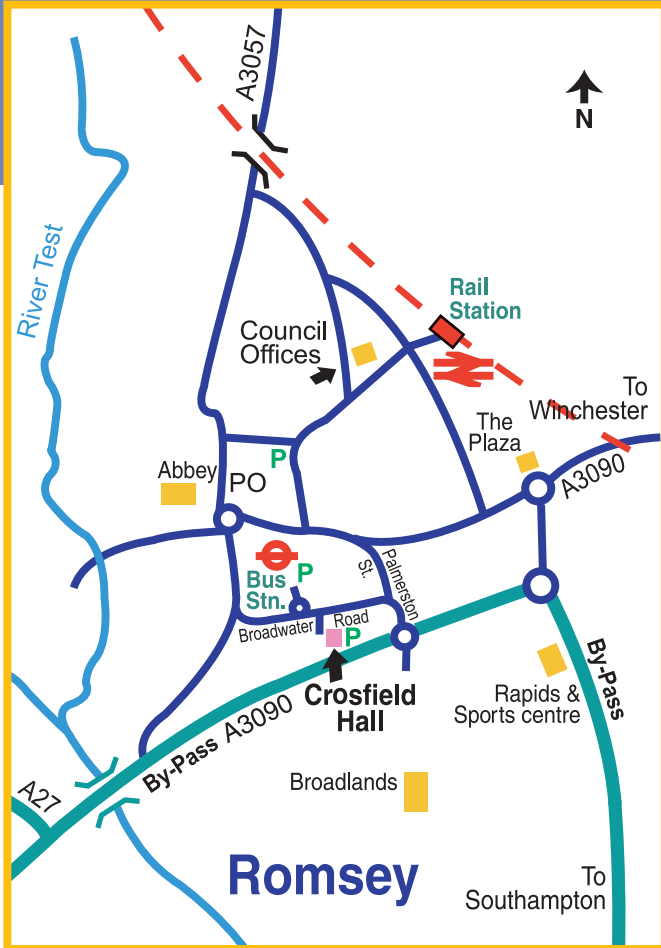 A3057
N
River Test
Rail
Station
Council
Offices
To
Winchester
The
Plaza
A3090
P
Abbey
PO
Bus
Stn.
P
Palmerston
St.
Broadwater
Road
P
Crosfield
Hall
By-Pass
Rapids &
Sports centre
By-Pass A3090
Broadlands
A27
Romsey
To
Southampton